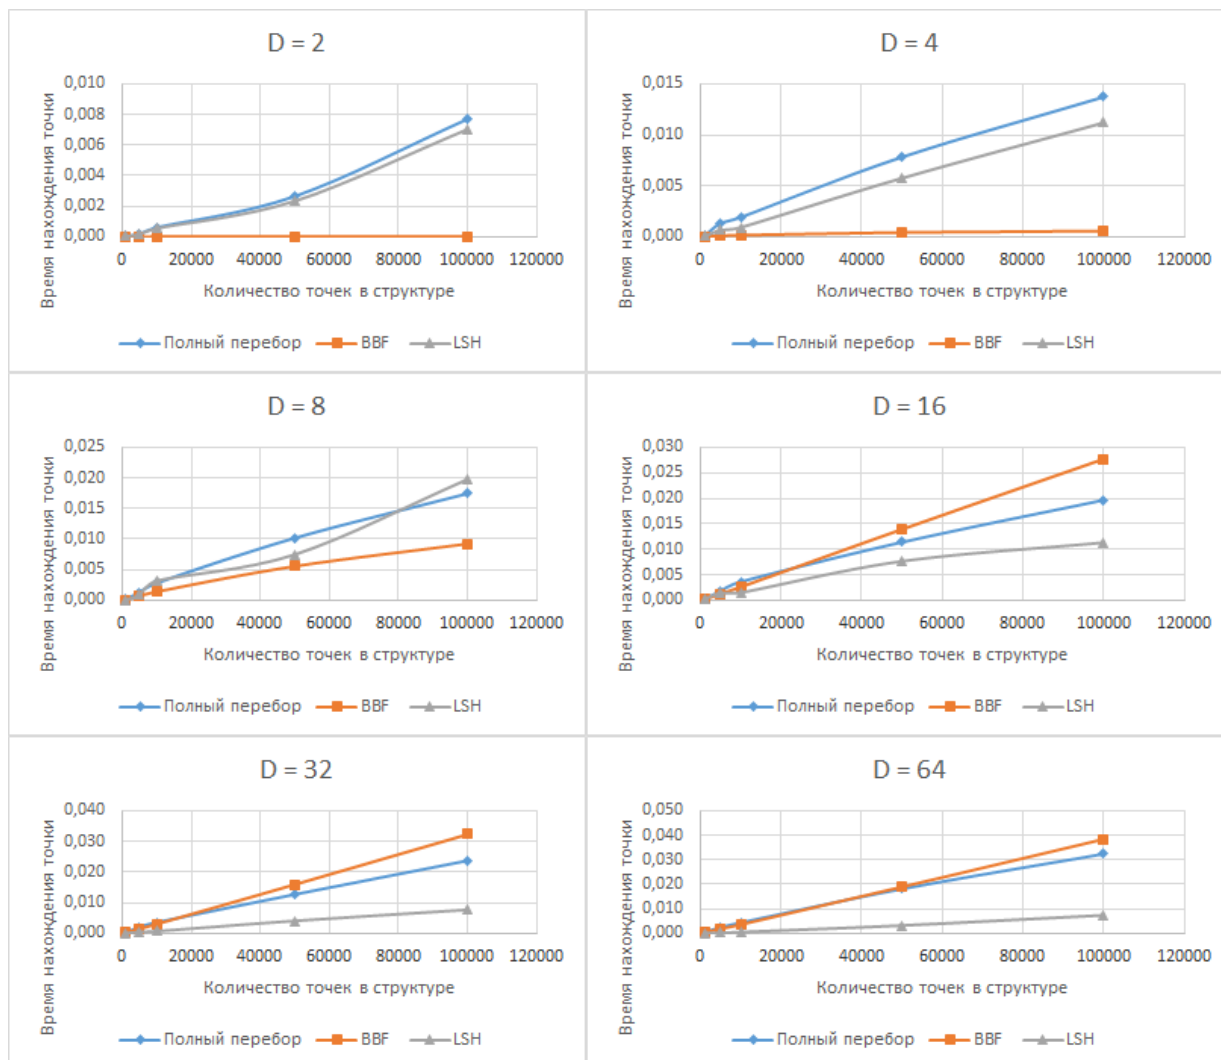 D = 2
Время нахождения точки
0,010
0,008
0,006
0,004
0,002
0,000
0 20000 40000 60000 80000 100000 120000
Количество точек в структуре
Полный перебор BBF LSH
D = 4
Время нахождения точки
0,015
0,010
0,005
0,000
0 20000 40000 60000 80000 100000 120000
Количество точек в структуре
Полный перебор BBF LSH
D = 8
Время нахождения точки
0,025
0,020
0,015
0,010
0,005
0,000
0 20000 40000 60000 80000 100000 120000
Количество точек в структуре
Полный перебор BBF LSH
D = 16
Время нахождения точки
0,030
0,025
0,020
0,015
0,010
0,005
0,000
0 20000 40000 60000 80000 100000 120000
Количество точек в структуре
Полный перебор BBF LSH
D = 32
Время нахождения точки
0,040
0,030
0,020
0,010
0,000
0 20000 40000 60000 80000 100000 120000
Количество точек в структуре
Полный перебор BBF LSH
D = 64
Время нахождения точки
0,050
0,040
0,030
0,020
0,010
0,000
0 20000 40000 60000 80000 100000 120000
Количество точек в структуре
Полный перебор BBF LSH